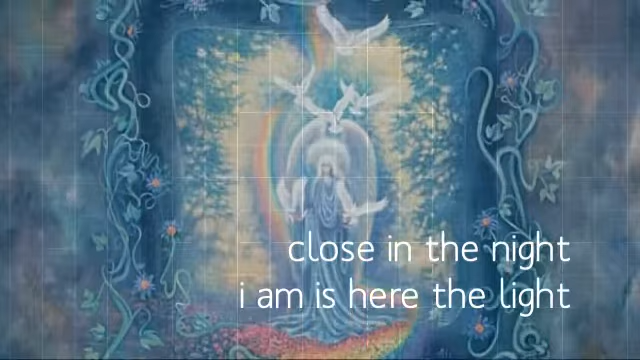 close in the night
i am is here the light